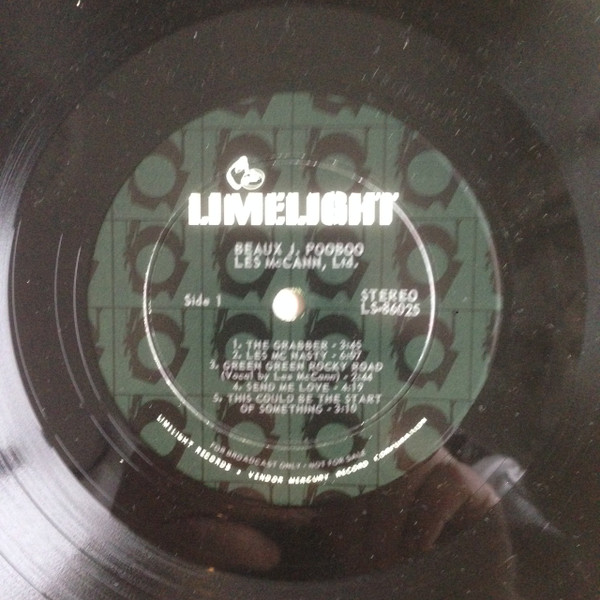 LIMELIGHT
BEAUX J. POOBOO
LES McCANN, Ltd.
Side 1
STEREO
LS-86025
1. THE GRABBER - 3:45
2. LES MC NASTY - 6:07
3. GREEN GREEN ROCKY ROAD
(Vocal by Les McCann) - 2:44
4. SEND ME LOVE - 4:19
5. THIS COULD BE THE START
OF SOMETHING - 3:10
FOR BROADCAST ONLY • NOT FOR SALE
LIMELIGHT RECORDS • VENDOR MERCURY RECORD